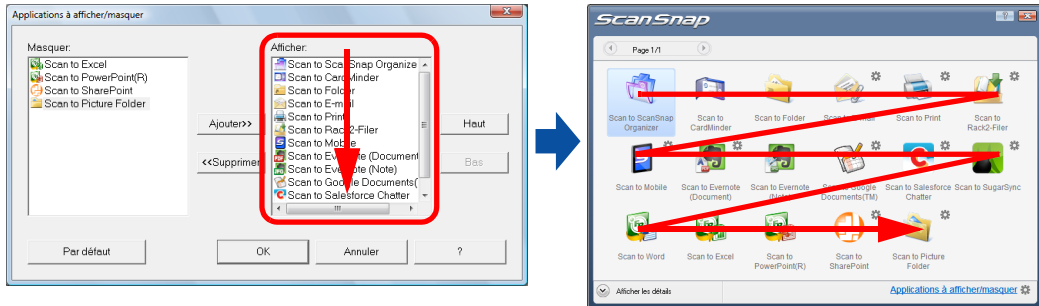 Applications à afficher/masquer
Masquer:
Scan to Excel
Scan to PowerPoint(R)
Scan to SharePoint
Scan to Picture Folder
Ajouter>>
<<Supprimer
Afficher:
Scan to ScanSnap Organize
Scan to CardMinder
Scan to Folder
Scan to E-mail
Scan to Print
Scan to Rack2-Filer
Scan to Mobile
Scan to Evernote (Document
Scan to Evernote (Note)
Scan to Google Documents(
Scan to Salesforce Chatter
Haut
Bas
Par défaut
OK
Annuler
?
ScanSnap
Page 1/1
Scan to ScanSnap Organizer
Scan to CardMinder
Scan to Folder
Scan to E-mail
Scan to Print
Scan to Rack2-Filer
Scan to Mobile
Scan to Evernote (Document)
Scan to Evernote (Note)
Scan to Google Documents(TM)
Scan to Salesforce Chatter
Scan to SugarSync
Scan to Word
Scan to Excel
Scan to PowerPoint(R)
Scan to SharePoint
Scan to Picture Folder
Afficher les détails
Applications à afficher/masquer